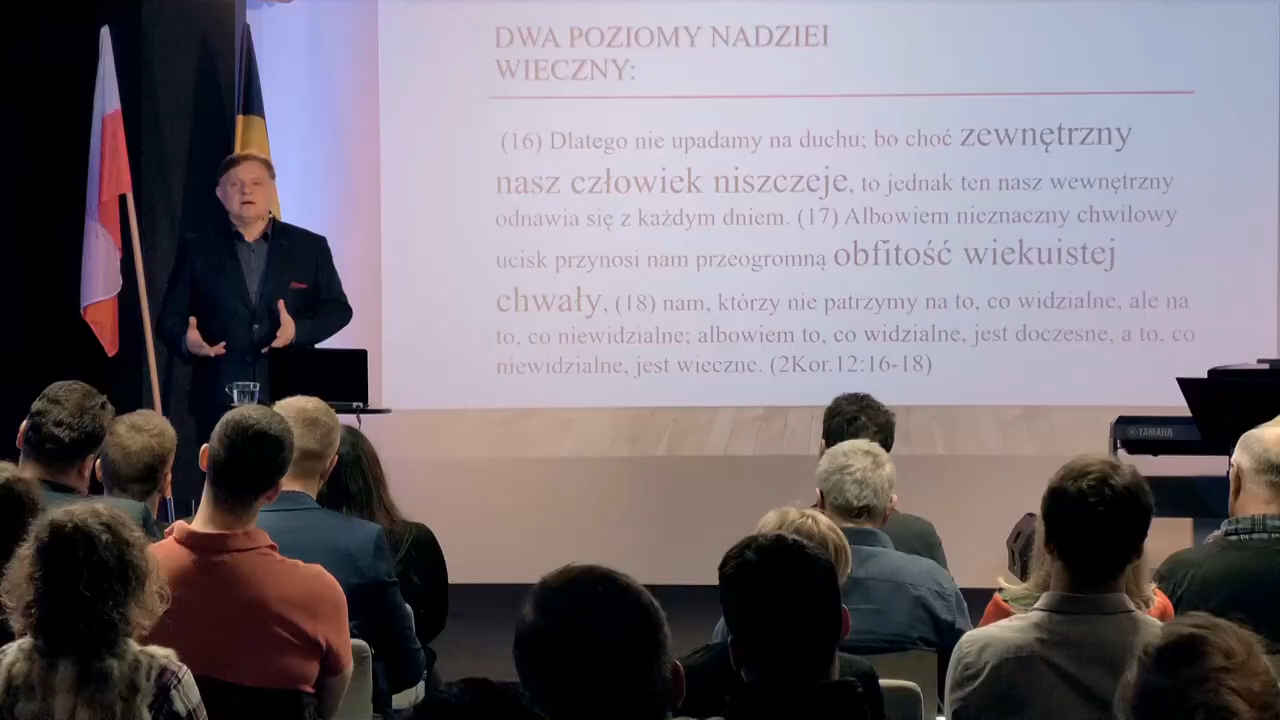 DWA POZIOMY NADZIEI
WIECZNY:
(16) Dlatego nie upadamy na duchu; bo choć zewnętrzny
nasz człowiek niszczeje, to jednak ten nasz wewnętrzny
odnawia się z każdym dniem. (17) Albowiem nieznaczny chwilowy
ucisk przynosi nam przeogromną obfitość wiekuistej
chwały, (18) nam, którzy nie patrzymy na to, co widzialne, ale na
to, co niewidzialne; albowiem to, co widzialne, jest doczesne, a to, co
niewidzialne, jest wieczne. (2Kor.12:16-18)
YAMAHA